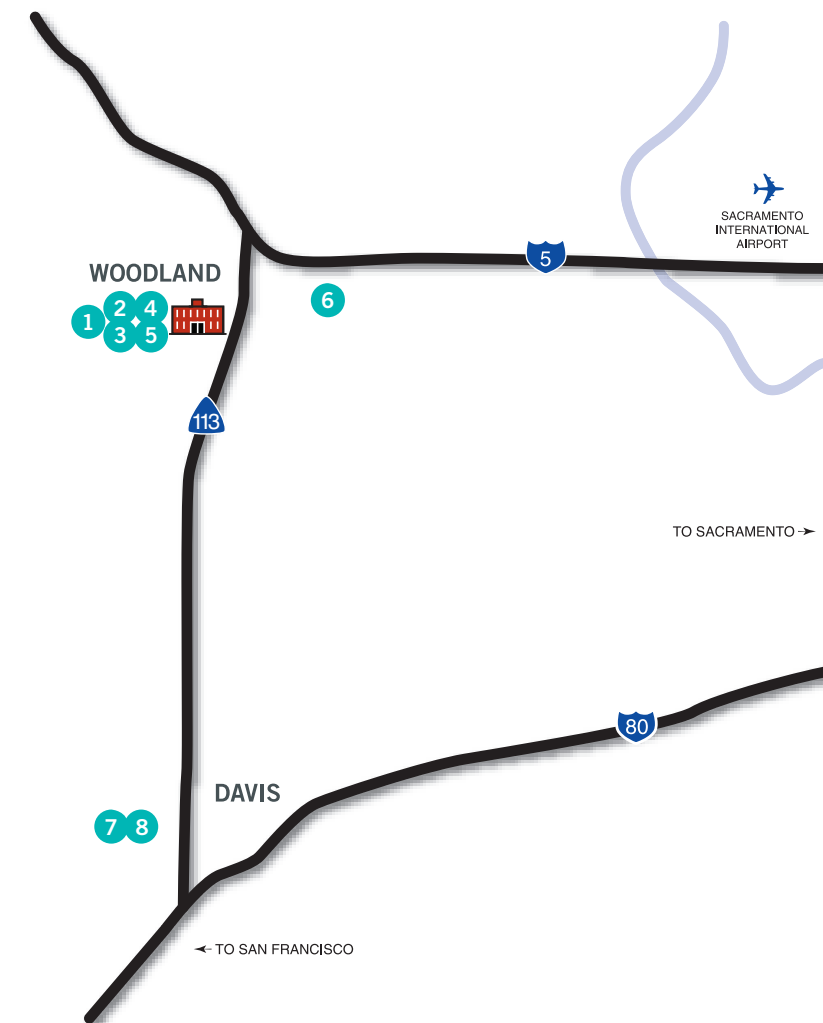 SACRAMENTO
INTERNATIONAL
AIRPORT
5
WOODLAND
6
1
2 4
3 5
113
TO SACRAMENTO
80
DAVIS
7 8
TO SAN FRANCISCO